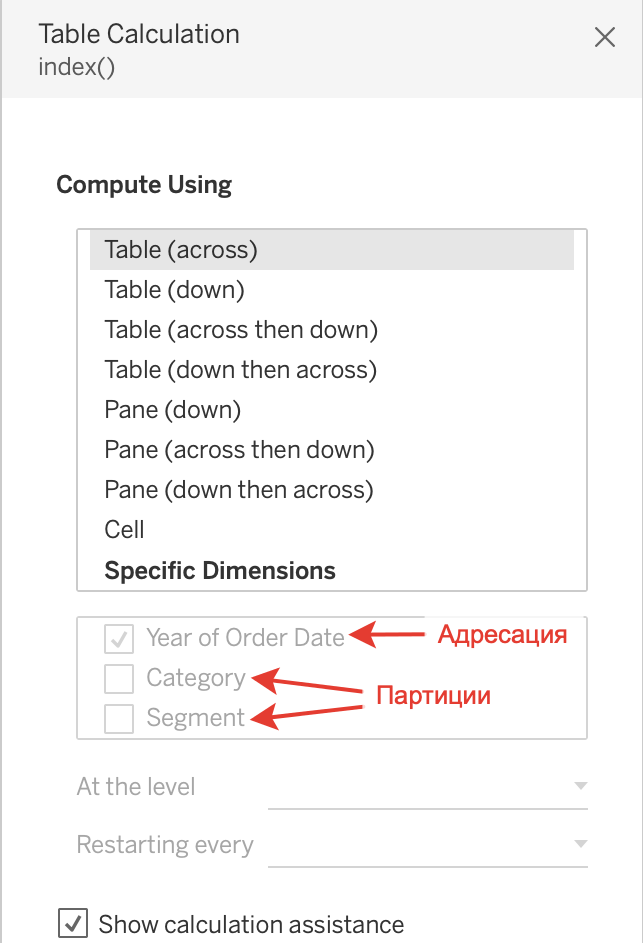 Table Calculation
index()
Compute Using
Table (across)
Table (down)
Table (across then down)
Table (down then across)
Pane (down)
Pane (across then down)
Pane (down then across)
Cell
Specific Dimensions
Year of Order Date Адресация
Category
Партиции
Segment
At the level
Restarting every
Show calculation assistance